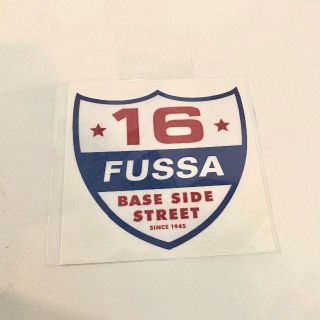 16
FUSSA
BASE SIDE
STREET
SINCE 1945